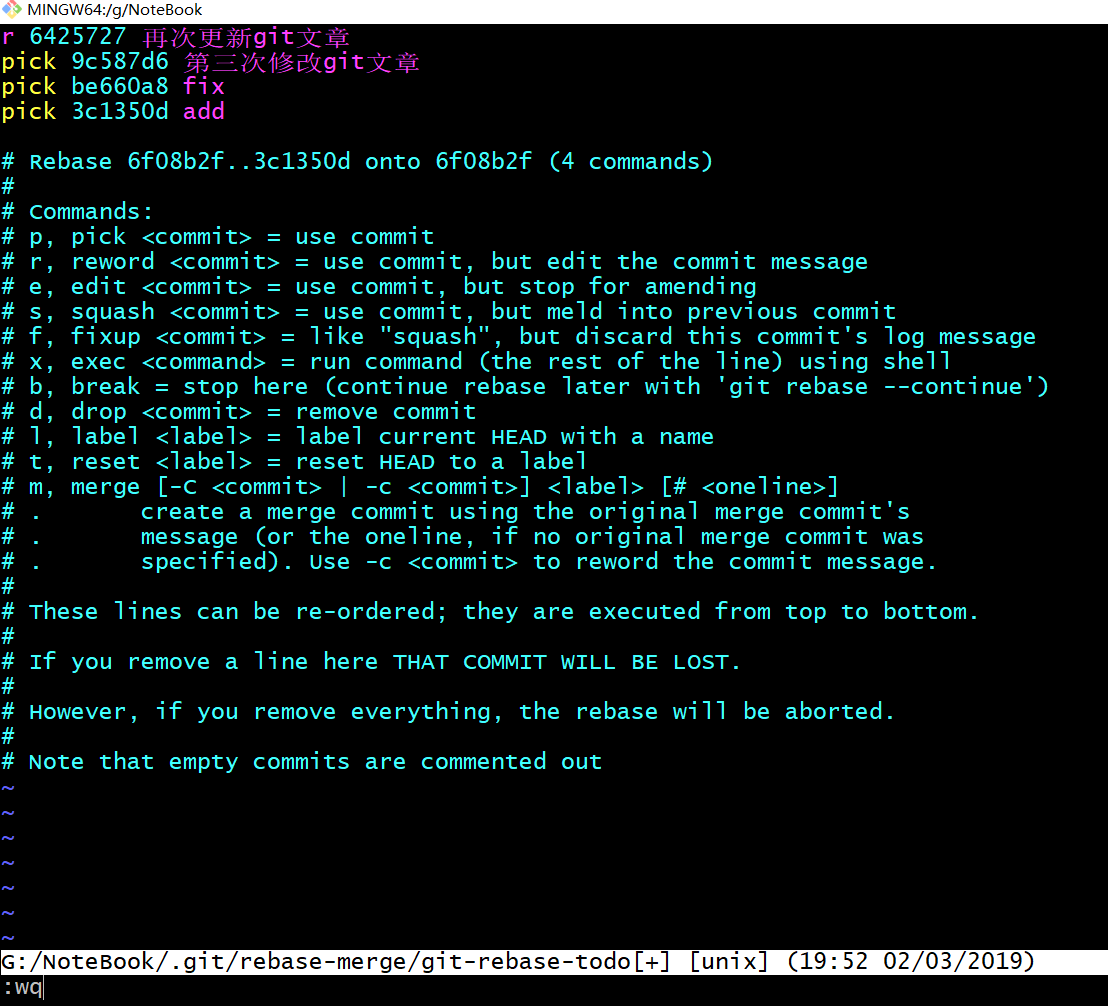 MINGW64:/g/NoteBook
r 6425727 再次更新git文章
pick 9c587d6 第三次修改git文章
pick be660a8 fix
pick 3c1350d add
# Rebase 6f08b2f..3c1350d onto 6f08b2f (4 commands)
#
# Commands:
# p, pick <commit> = use commit
# r, reword <commit> = use commit, but edit the commit message
# e, edit <commit> = use commit, but stop for amending
# s, squash <commit> = use commit, but meld into previous commit
# f, fixup <commit> = like "squash", but discard this commit's log message
# x, exec <command> = run command (the rest of the line) using shell
# b, break = stop here (continue rebase later with 'git rebase --continue')
# d, drop <commit> = remove commit
# l, label <label> = label current HEAD with a name
# t, reset <label> = reset HEAD to a label
# m, merge [-C <commit> | -c <commit>] <label> [# <oneline>]
# .       create a merge commit using the original merge commit's
# .       message (or the oneline, if no original merge commit was
# .       specified). Use -c <commit> to reword the commit message.
#
# These lines can be re-ordered; they are executed from top to bottom.
#
# If you remove a line here THAT COMMIT WILL BE LOST.
#
# However, if you remove everything, the rebase will be aborted.
#
# Note that empty commits are commented out
~
~
~
~
~
~
~
G:/NoteBook/.git/rebase-merge/git-rebase-todo[+] [unix] (19:52 02/03/2019)
:wq